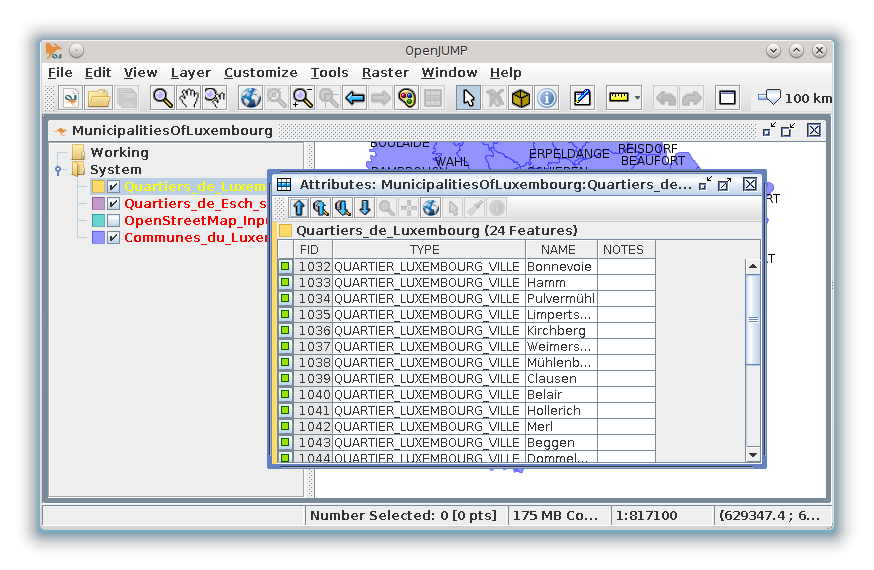 OpenJUMP
File Edit View Layer Customize Tools Raster Window Help
100 km
MunicipalitiesOfLuxembourg
Working
System
Quartiers_de_Luxem
Quartiers_de_Esch_s
OpenStreetMap_Inp
Communes_du_Luxer
BOULAIDE
WAHL
ERPELDANGE
REISDORF
BEAUFORT
Attributes: MunicipalitiesOfLuxembourg:Quartiers_de...
Quartiers_de_Luxembourg (24 Features)
FID TYPE NAME NOTES
1032 QUARTIER_LUXEMBOURG_VILLE Bonnevoie
1033 QUARTIER_LUXEMBOURG_VILLE Hamm
1034 QUARTIER_LUXEMBOURG_VILLE Pulvermühl
1035 QUARTIER_LUXEMBOURG_VILLE Limperts...
1036 QUARTIER_LUXEMBOURG_VILLE Kirchberg
1037 QUARTIER_LUXEMBOURG_VILLE Weimers...
1038 QUARTIER_LUXEMBOURG_VILLE Mühlenb...
1039 QUARTIER_LUXEMBOURG_VILLE Clausen
1040 QUARTIER_LUXEMBOURG_VILLE Belair
1041 QUARTIER_LUXEMBOURG_VILLE Hollerich
1042 QUARTIER_LUXEMBOURG_VILLE Merl
1043 QUARTIER_LUXEMBOURG_VILLE Beggen
1044 QUARTIER_LUXEMBOURG_VILLE Dommel...
Number Selected: 0 [0 pts] 175 MB Co... 1:817100 (629347.4 ; 6...